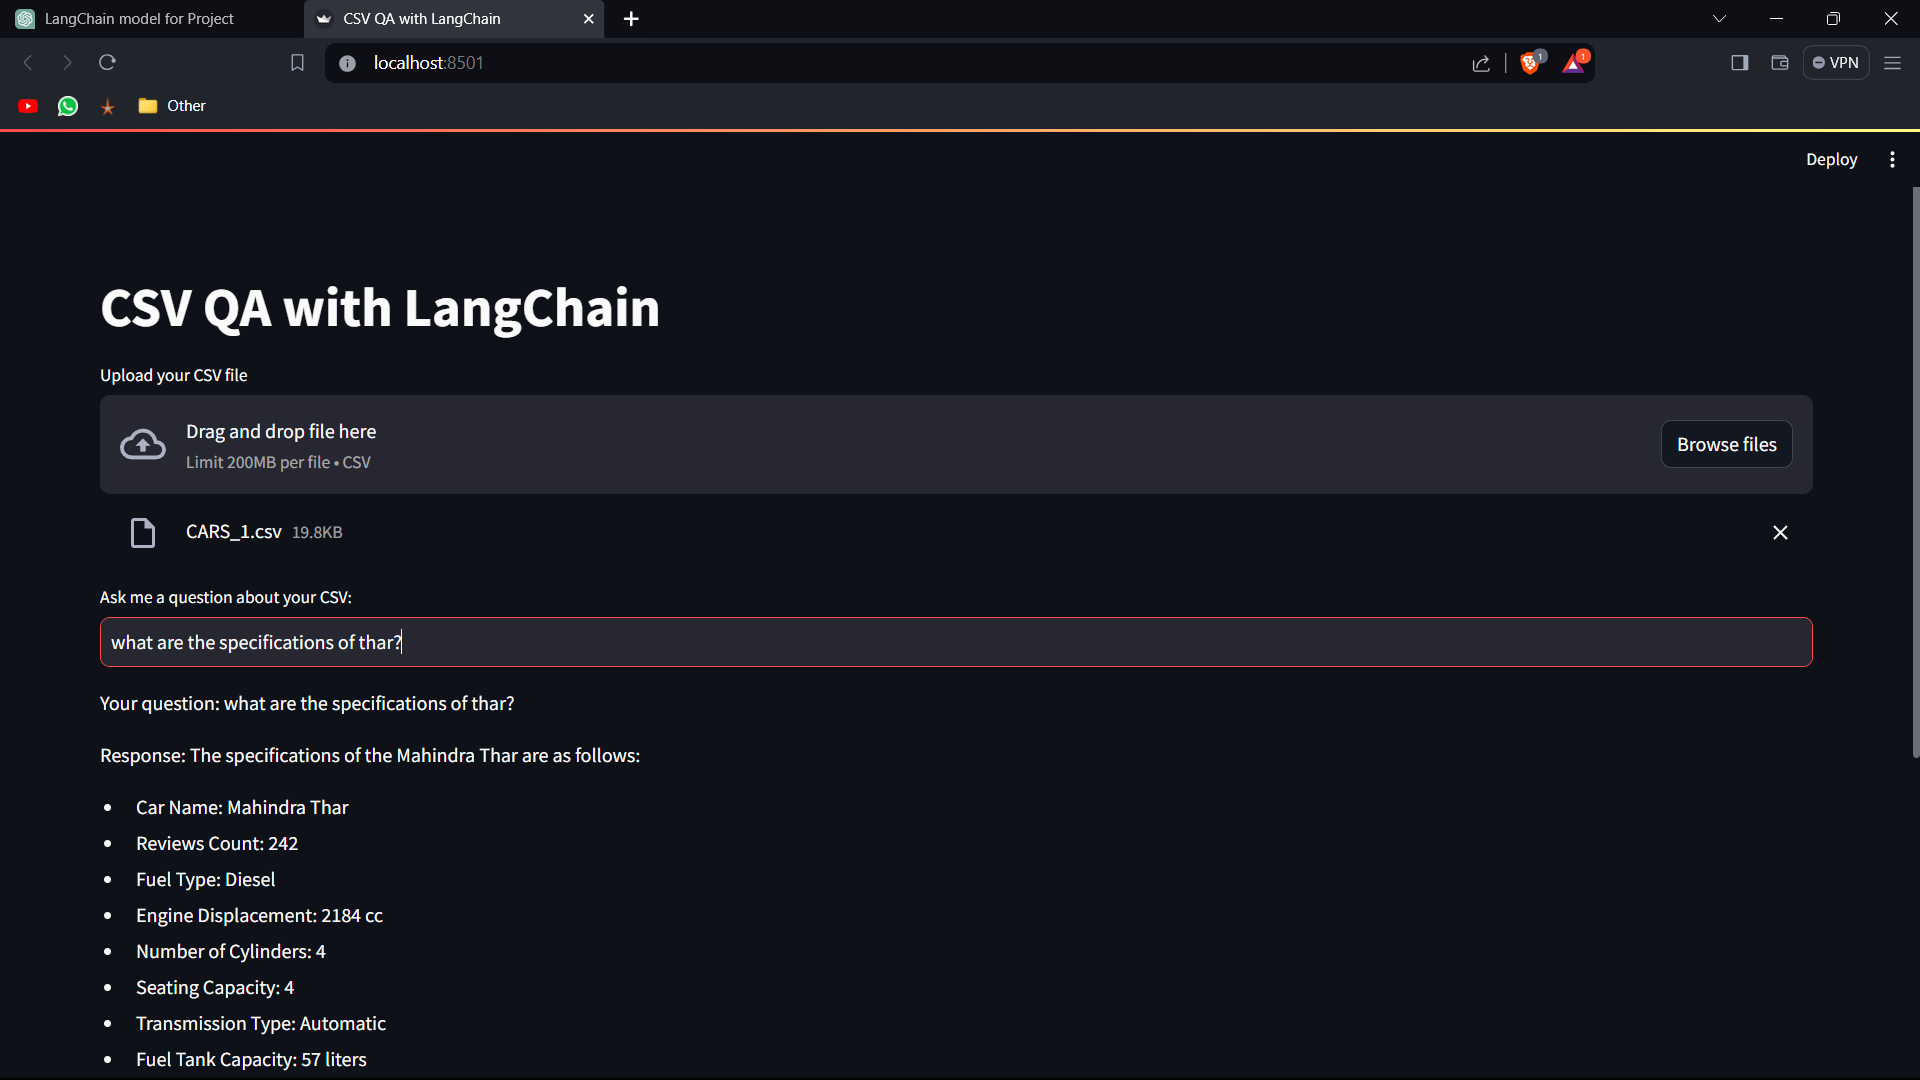 LangChain model for Project
CSV QA with LangChain
localhost:8501
1
1
VPN
Other
Deploy
CSV QA with LangChain
Upload your CSV file
Drag and drop file here
Limit 200MB per file • CSV
Browse files
CARS_1.csv 19.8KB
Ask me a question about your CSV:
what are the specifications of thar?
Your question: what are the specifications of thar?
Response: The specifications of the Mahindra Thar are as follows:
• Car Name: Mahindra Thar
• Reviews Count: 242
• Fuel Type: Diesel
• Engine Displacement: 2184 cc
• Number of Cylinders: 4
• Seating Capacity: 4
• Transmission Type: Automatic
• Fuel Tank Capacity: 57 liters